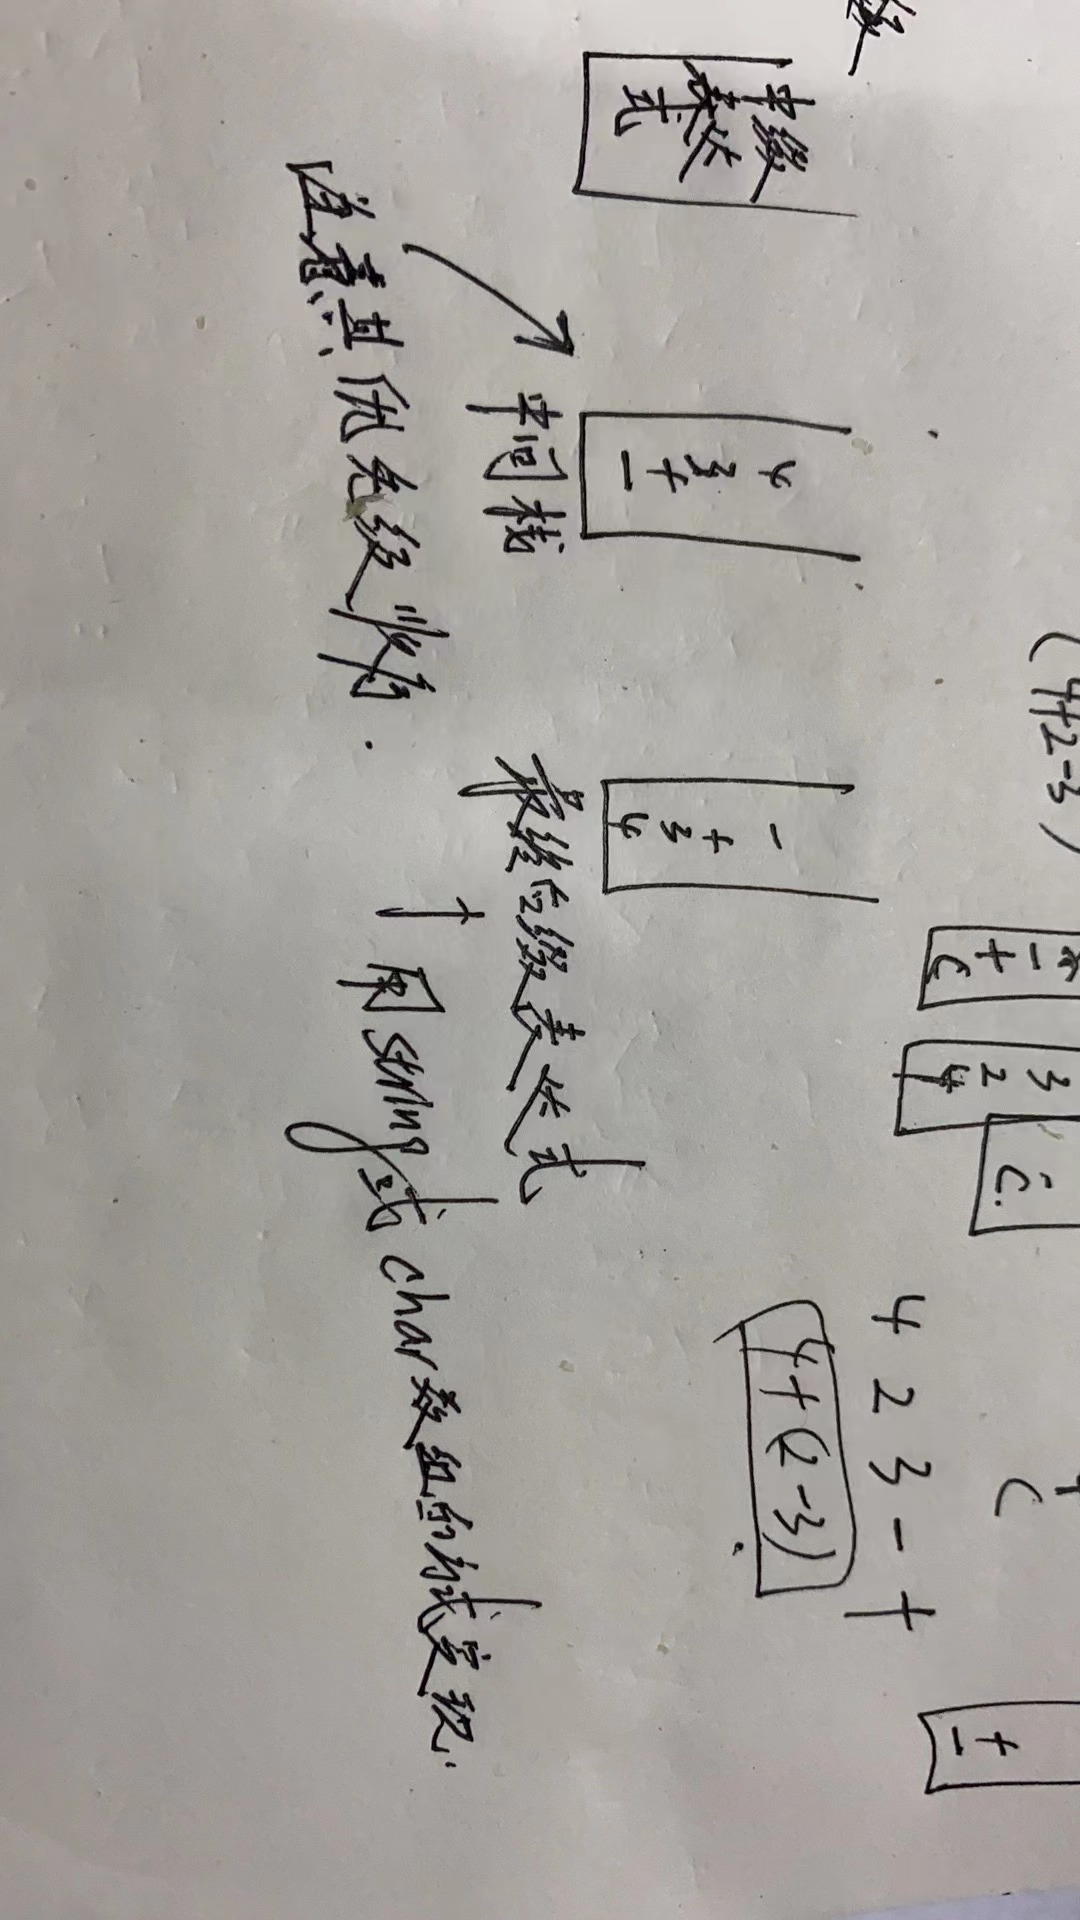 (4+2-3)
-
+
C
3
2
4
-
C.
C
+
-
4 2 3 - +
4+(2-3)
级
中缀
表达
式
4
3
+
-
-
+
3
4
中间栈
最终后缀表达式
注意其优先级顺序.
用string或char数组的方式实现.